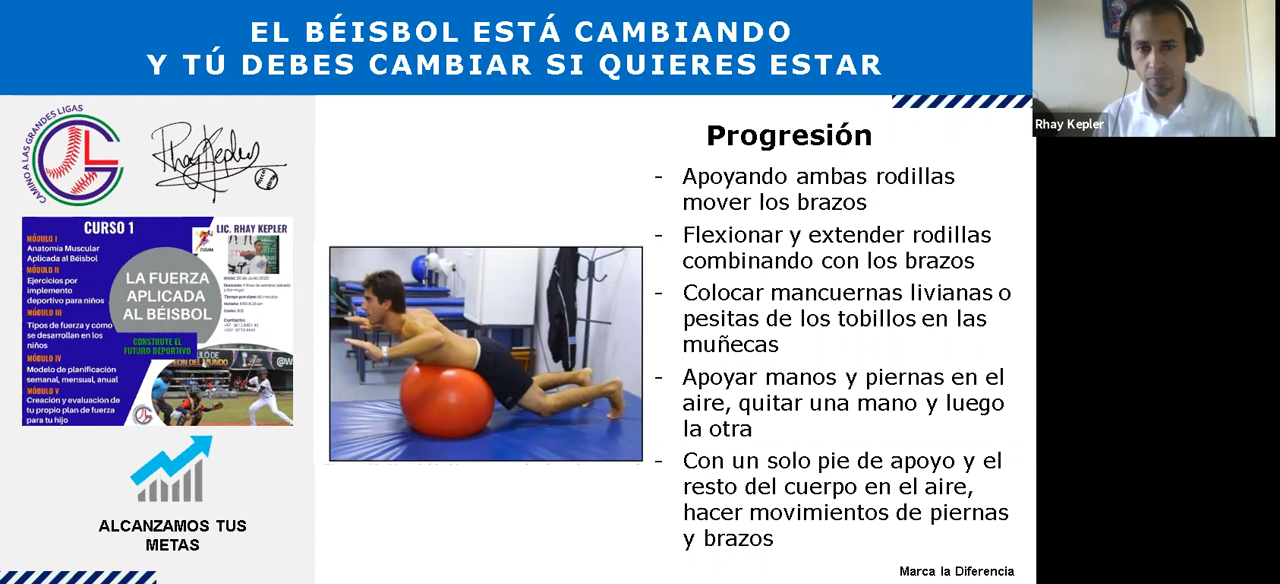 EL BÉISBOL ESTÁ CAMBIANDO
Y TÚ DEBES CAMBIAR SI QUIERES ESTAR
CAMINO A LAS GRANDES LIGAS
Rhay Kepler
CURSO 1
LIC. RHAY KEPLER
MÓDULO I
Anatomía Muscular
Aplicada al Béisbol
MÓDULO II
Ejercicios por
implemento
deportivo para niños
MÓDULO III
Tipos de fuerza y como
se desarrollan en los
niños
MÓDULO IV
Modelo de planificación
semanal, mensual, anual
MÓDULO V
Creación y evaluación de
tu propio plan de fuerza
para tu hijo
LA FUERZA
APLICADA
AL BÉISBOL
CONSTRUYE EL
FUTURO DEPORTIVO
ALCANZAMOS TUS
METAS
Progresión
- Apoyando ambas rodillas
mover los brazos
- Flexionar y extender rodillas
combinando con los brazos
- Colocar mancuernas livianas o
pesitas de los tobillos en las
muñecas
- Apoyar manos y piernas en el
aire, quitar una mano y luego
la otra
- Con un solo pie de apoyo y el
resto del cuerpo en el aire,
hacer movimientos de piernas
y brazos
Marca la Diferencia
Rhay Kepler